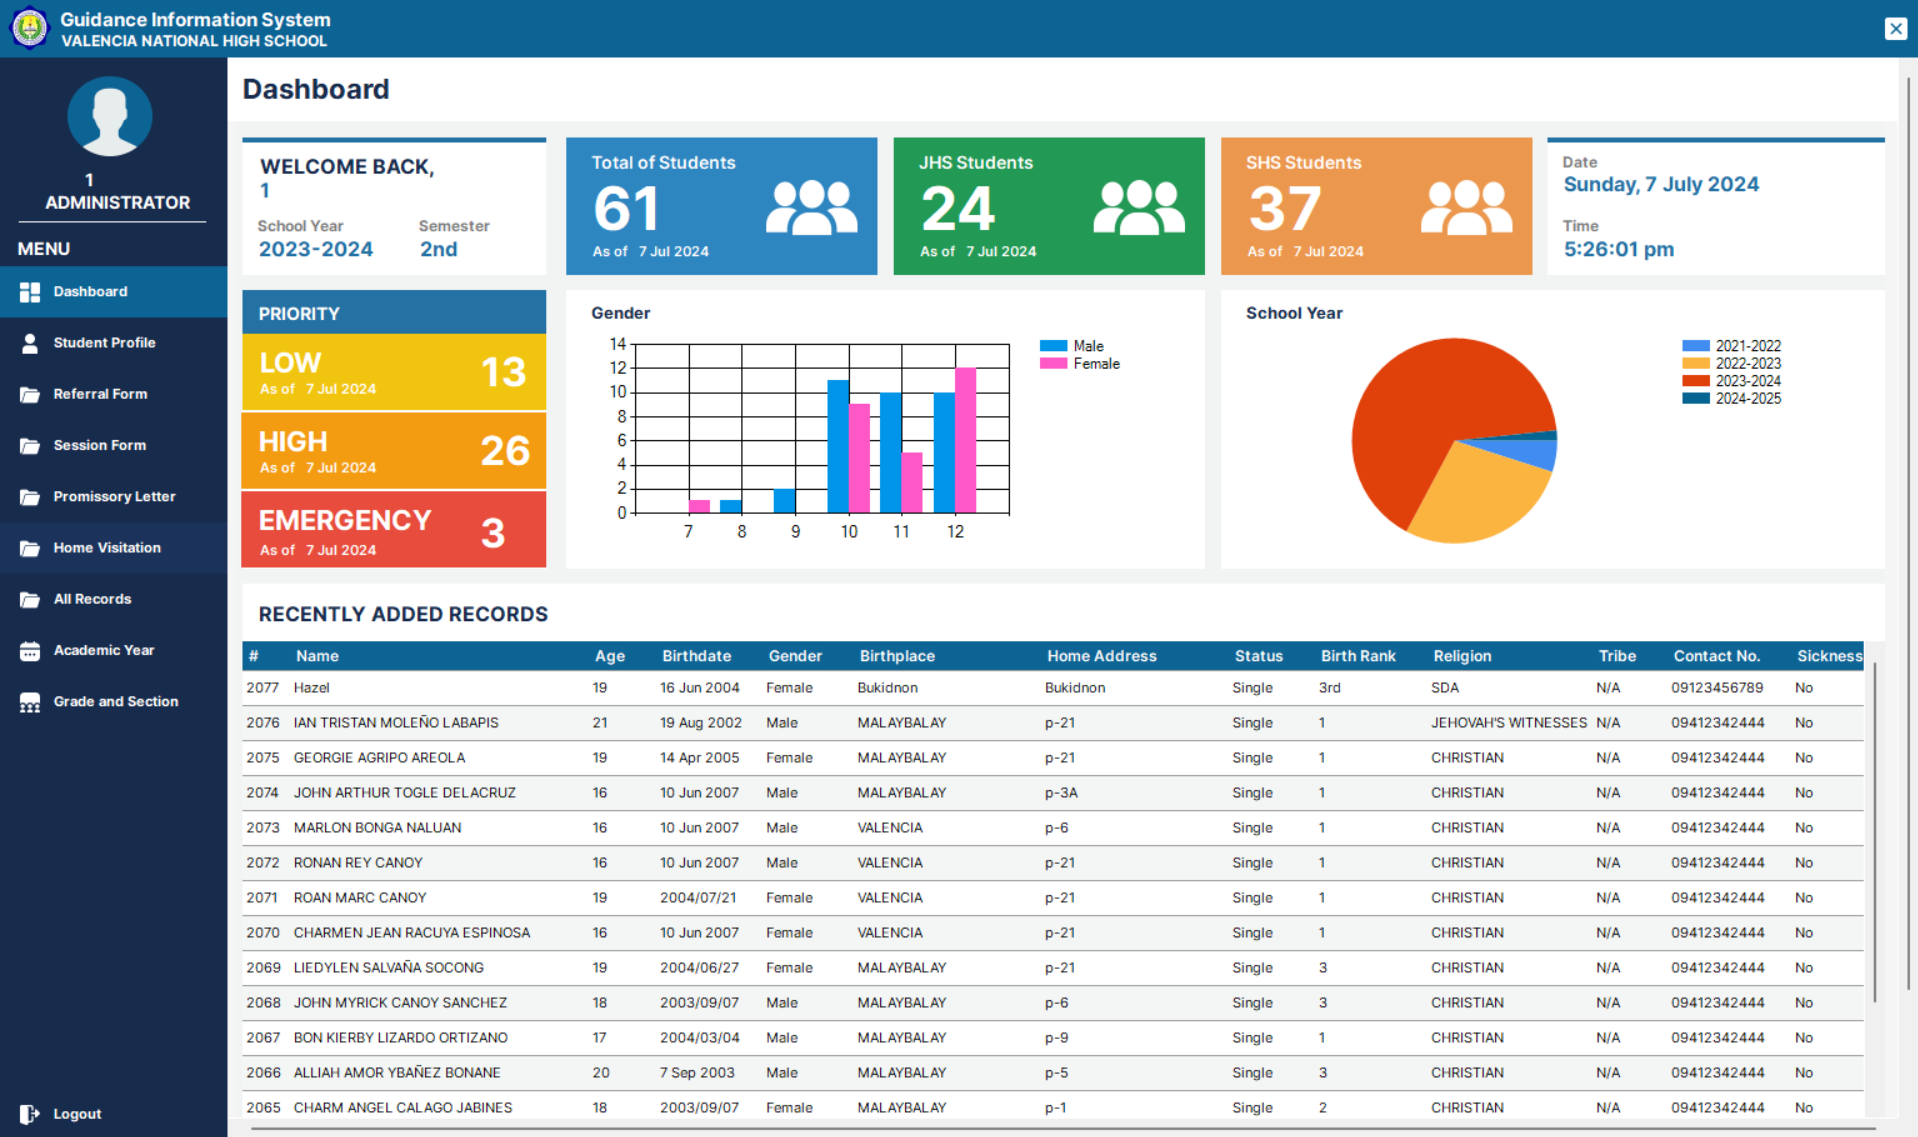 Guidance Information System
VALENCIA NATIONAL HIGH SCHOOL
1
ADMINISTRATOR
MENU
Dashboard
Student Profile
Referral Form
Session Form
Promissory Letter
Home Visitation
All Records
Academic Year
Grade and Section
Logout
Dashboard
WELCOME BACK,
1
School Year Semester
2023-2024 2nd
Total of Students
61
As of 7 Jul 2024
JHS Students
24
As of 7 Jul 2024
SHS Students
37
As of 7 Jul 2024
Date
Sunday, 7 July 2024
Time
5:26:01 pm
PRIORITY
LOW 13
As of 7 Jul 2024
HIGH 26
As of 7 Jul 2024
EMERGENCY 3
As of 7 Jul 2024
Gender
14
12
10
8
6
4
2
0
7 8 9 10 11 12
Male
Female
School Year
2021-2022
2022-2023
2023-2024
2024-2025
RECENTLY ADDED RECORDS
# Name Age Birthdate Gender Birthplace Home Address Status Birth Rank Religion Tribe Contact No. Sickness
2077 Hazel 19 16 Jun 2004 Female Bukidnon Bukidnon Single 3rd SDA N/A 09123456789 No
2076 IAN TRISTAN MOLEÑO LABAPIS 21 19 Aug 2002 Male MALAYBALAY p-21 Single 1 JEHOVAH'S WITNESSES N/A 09412342444 No
2075 GEORGIE AGRIPO AREOLA 19 14 Apr 2005 Female MALAYBALAY p-21 Single 1 CHRISTIAN N/A 09412342444 No
2074 JOHN ARTHUR TOGLE DELACRUZ 16 10 Jun 2007 Male MALAYBALAY p-3A Single 1 CHRISTIAN N/A 09412342444 No
2073 MARLON BONGA NALUAN 16 10 Jun 2007 Male VALENCIA p-6 Single 1 CHRISTIAN N/A 09412342444 No
2072 RONAN REY CANOY 16 10 Jun 2007 Male VALENCIA p-21 Single 1 CHRISTIAN N/A 09412342444 No
2071 ROAN MARC CANOY 19 2004/07/21 Female VALENCIA p-21 Single 1 CHRISTIAN N/A 09412342444 No
2070 CHARMEN JEAN RACUYA ESPINOSA 16 10 Jun 2007 Female VALENCIA p-21 Single 1 CHRISTIAN N/A 09412342444 No
2069 LIEDYLEN SALVAÑA SOCONG 19 2004/06/27 Female MALAYBALAY p-21 Single 3 CHRISTIAN N/A 09412342444 No
2068 JOHN MYRICK CANOY SANCHEZ 18 2003/09/07 Male MALAYBALAY p-6 Single 3 CHRISTIAN N/A 09412342444 No
2067 BON KIERBY LIZARDO ORTIZANO 17 2004/03/04 Male MALAYBALAY p-9 Single 1 CHRISTIAN N/A 09412342444 No
2066 ALLIAH AMOR YBAÑEZ BONANE 20 7 Sep 2003 Male MALAYBALAY p-5 Single 3 CHRISTIAN N/A 09412342444 No
2065 CHARM ANGEL CALAGO JABINES 18 2003/09/07 Female MALAYBALAY p-1 Single 2 CHRISTIAN N/A 09412342444 No